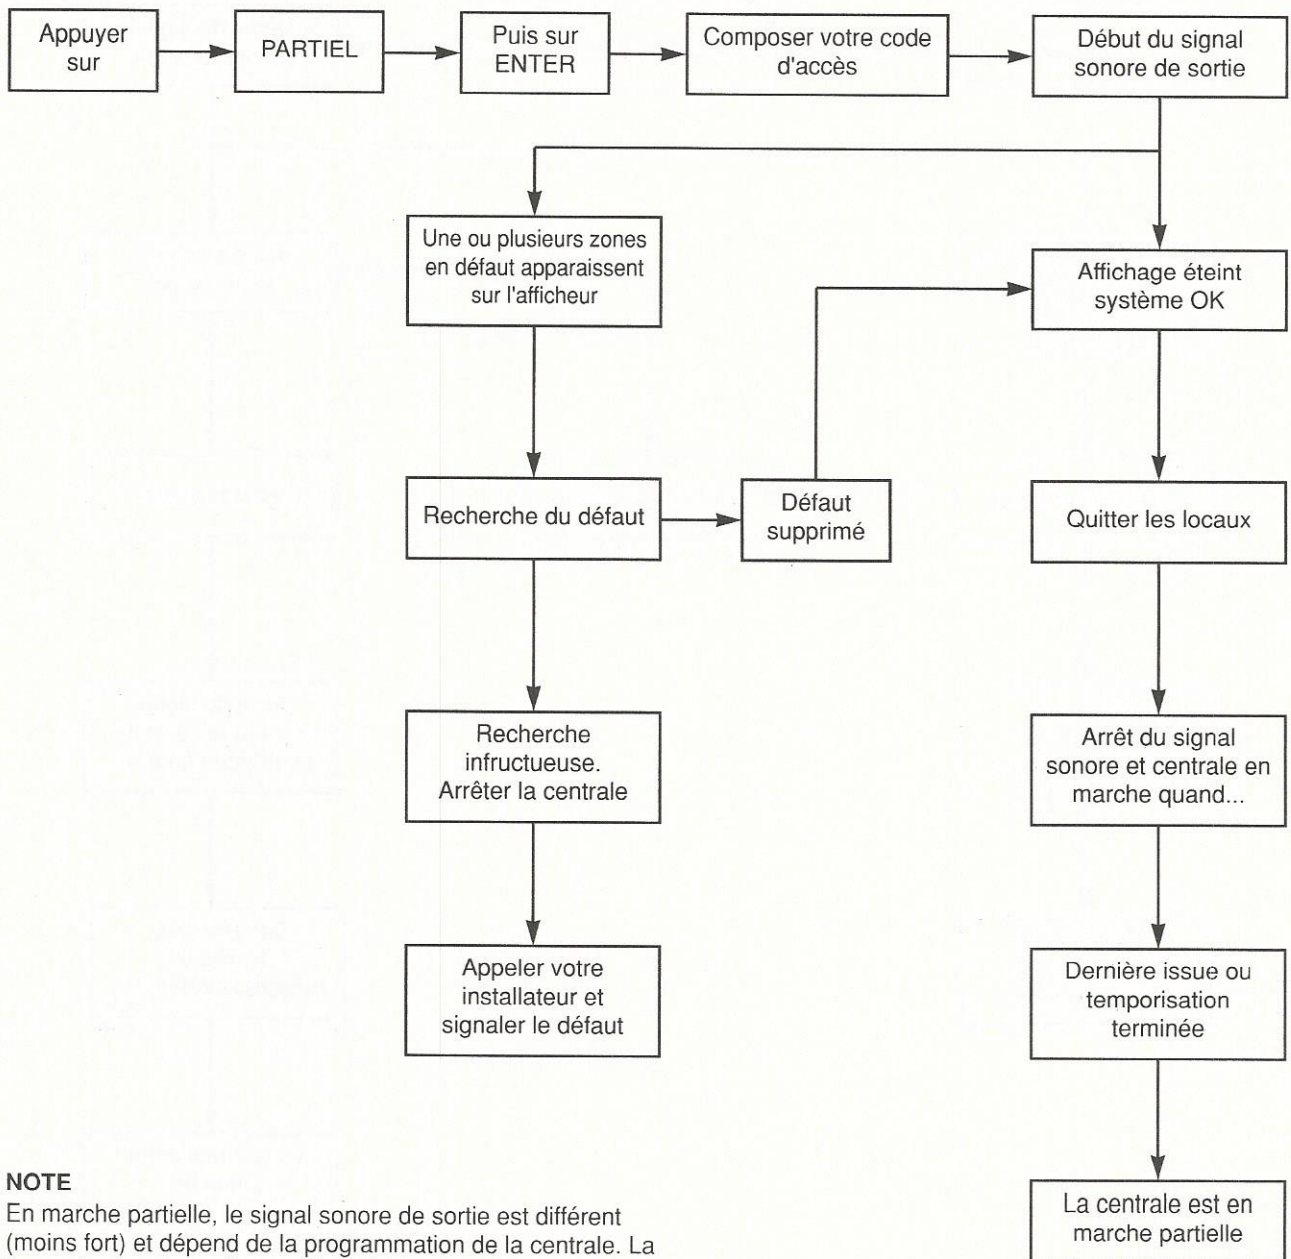 Appuyer
sur
PARTIEL
Puis sur
ENTER
Composer votre code
d'accès
Début du signal
sonore de sortie
Une ou plusieurs zones
en défaut apparaissent
sur l'afficheur
Affichage éteint
système OK
Recherche du défaut
Défaut
supprimé
Quitter les locaux
Recherche
infructueuse.
Arrêter la centrale
Arrêt du signal
sonore et centrale en
marche quand...
Appeler votre
installateur et
signaler le défaut
Dernière issue ou
temporisation
terminée
La centrale est en
marche partielle
NOTE
En marche partielle, le signal sonore de sortie est différent
(moins fort) et dépend de la programmation de la centrale. La